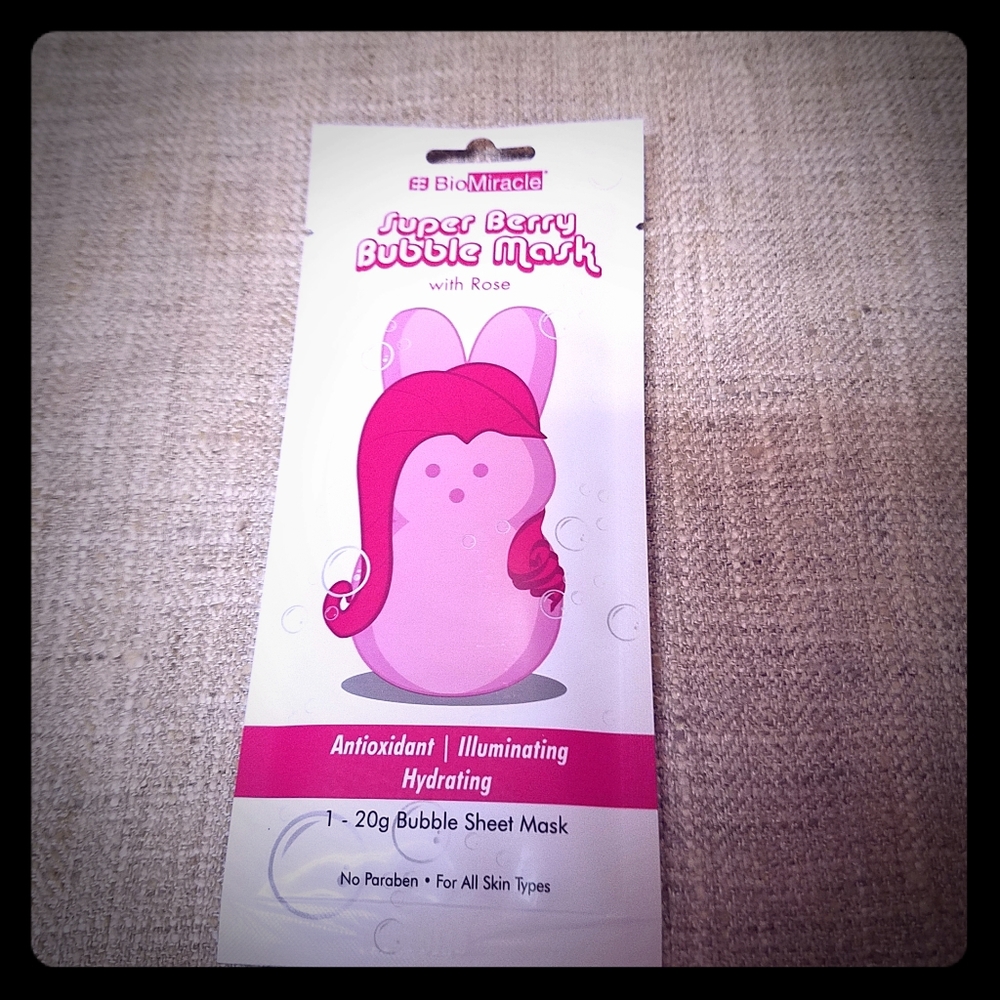 BioMiracle
Super Berry
Bubble Mask
with Rose
Antioxidant | Illuminating
Hydrating
1 - 20g Bubble Sheet Mask
No Paraben • For All Skin Types